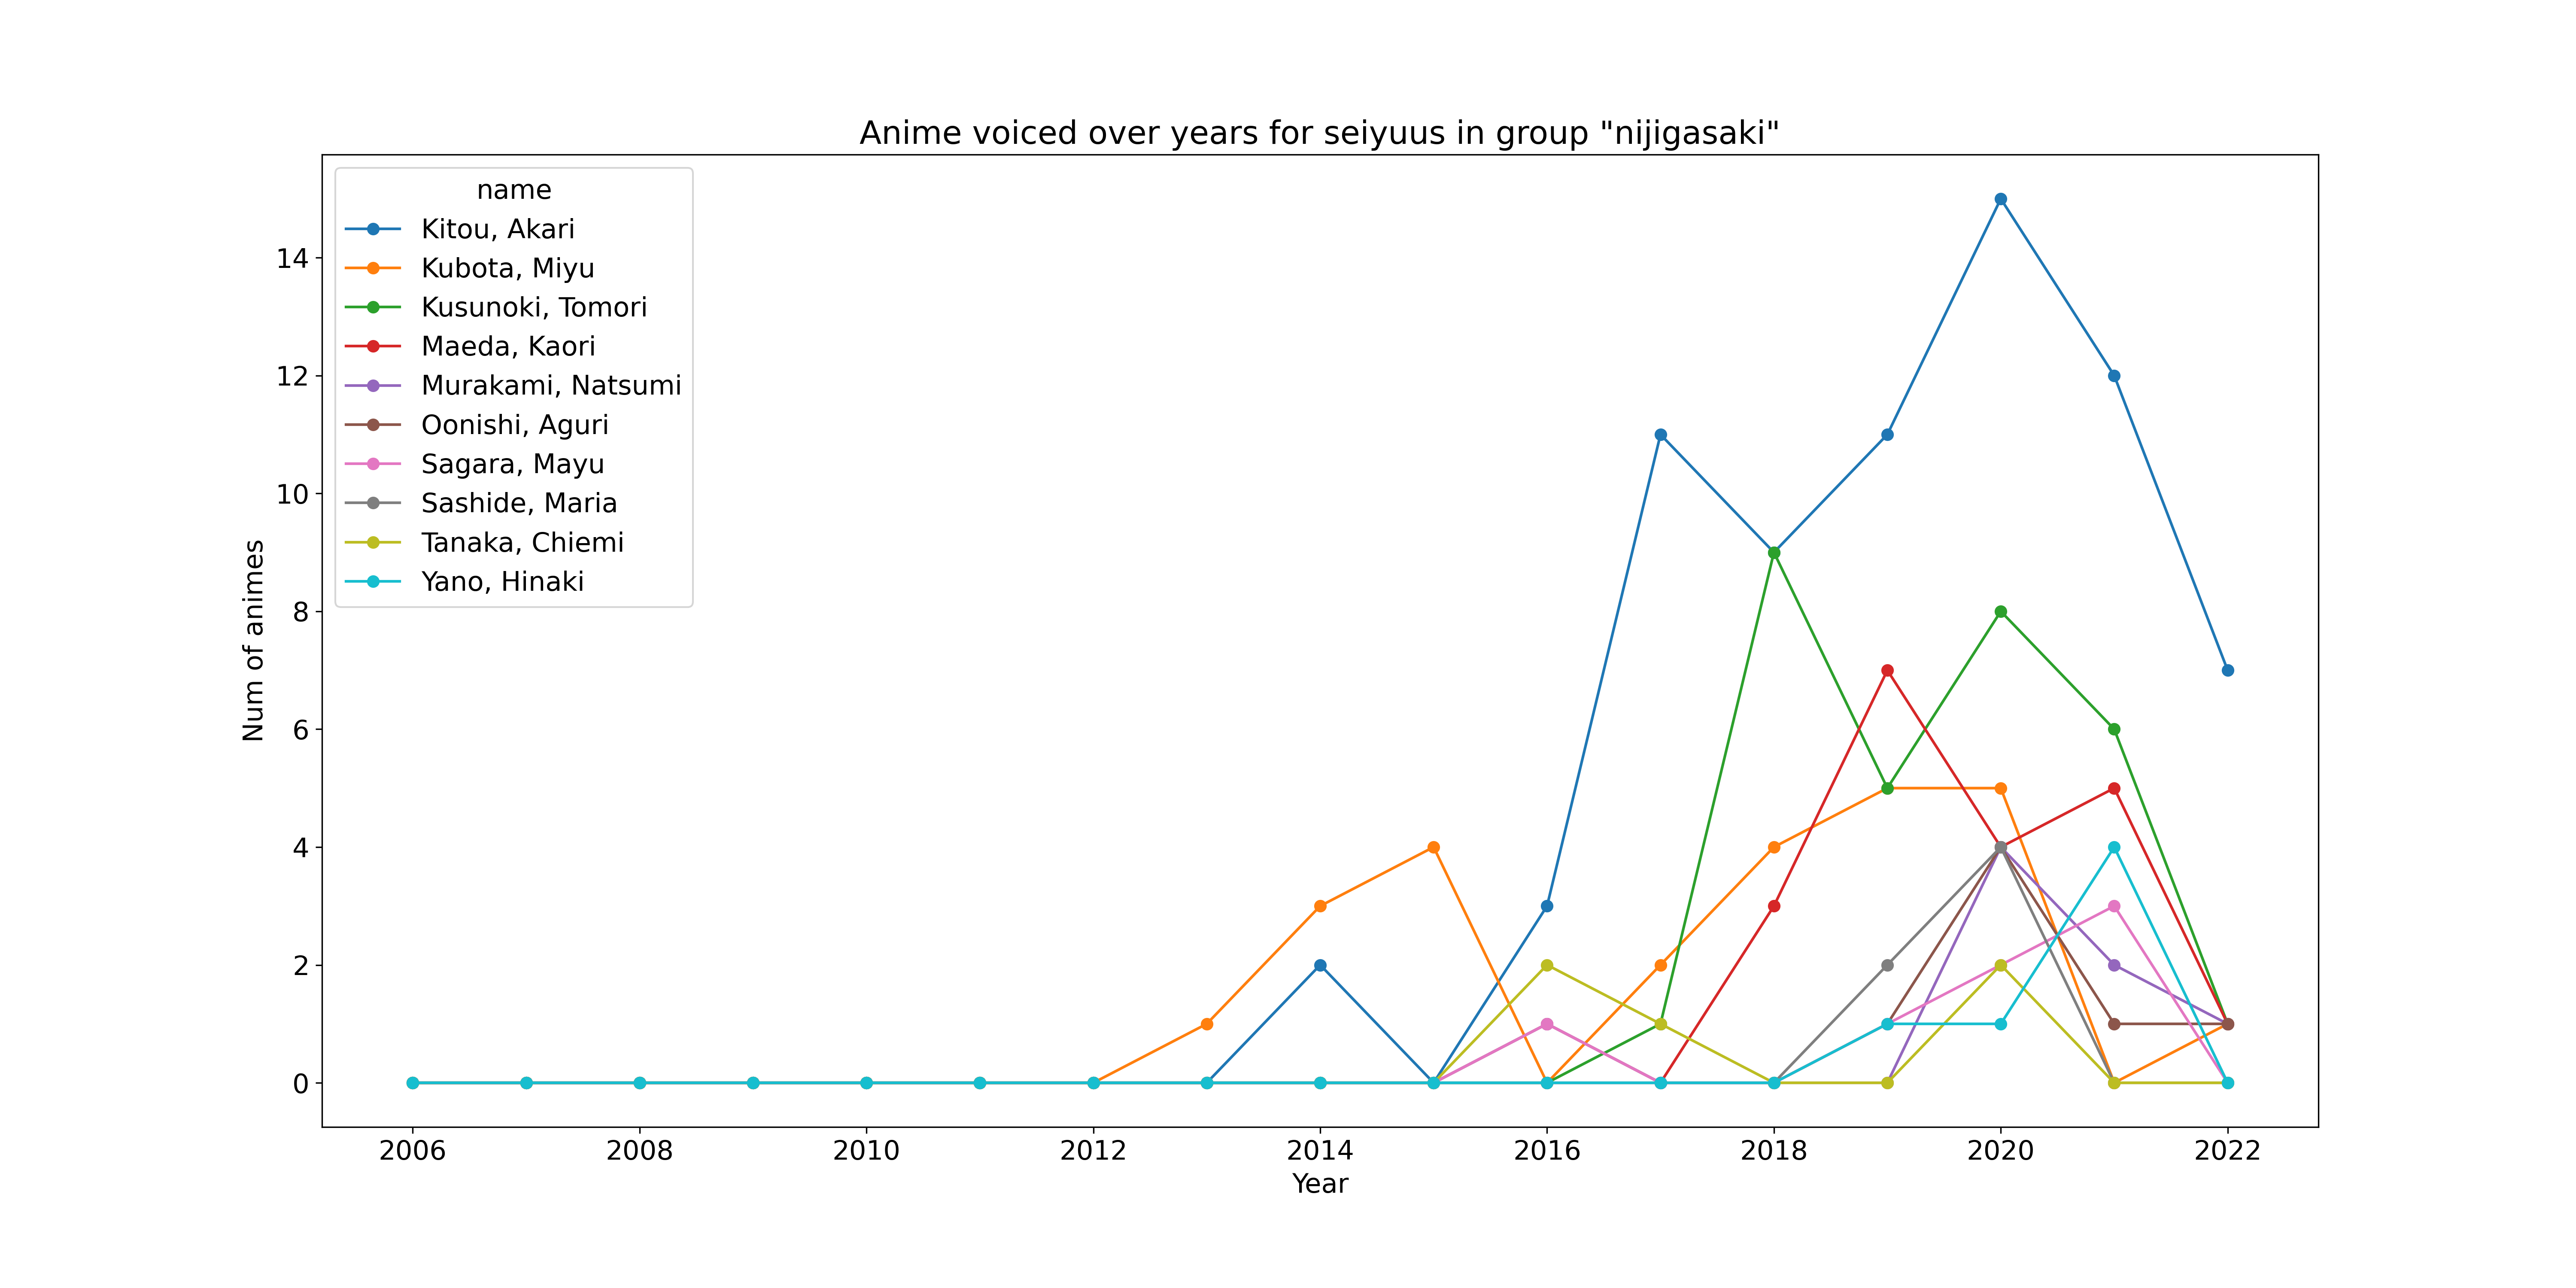 Anime voiced over years for seiyuus in group "nijigasaki"
name
Kitou, Akari
Kubota, Miyu
Kusunoki, Tomori
Maeda, Kaori
Murakami, Natsumi
Oonishi, Aguri
Sagara, Mayu
Sashide, Maria
Tanaka, Chiemi
Yano, Hinaki
Num of animes
14
12
10
8
6
4
2
0
2006 2008 2010 2012 2014 2016 2018 2020 2022
Year